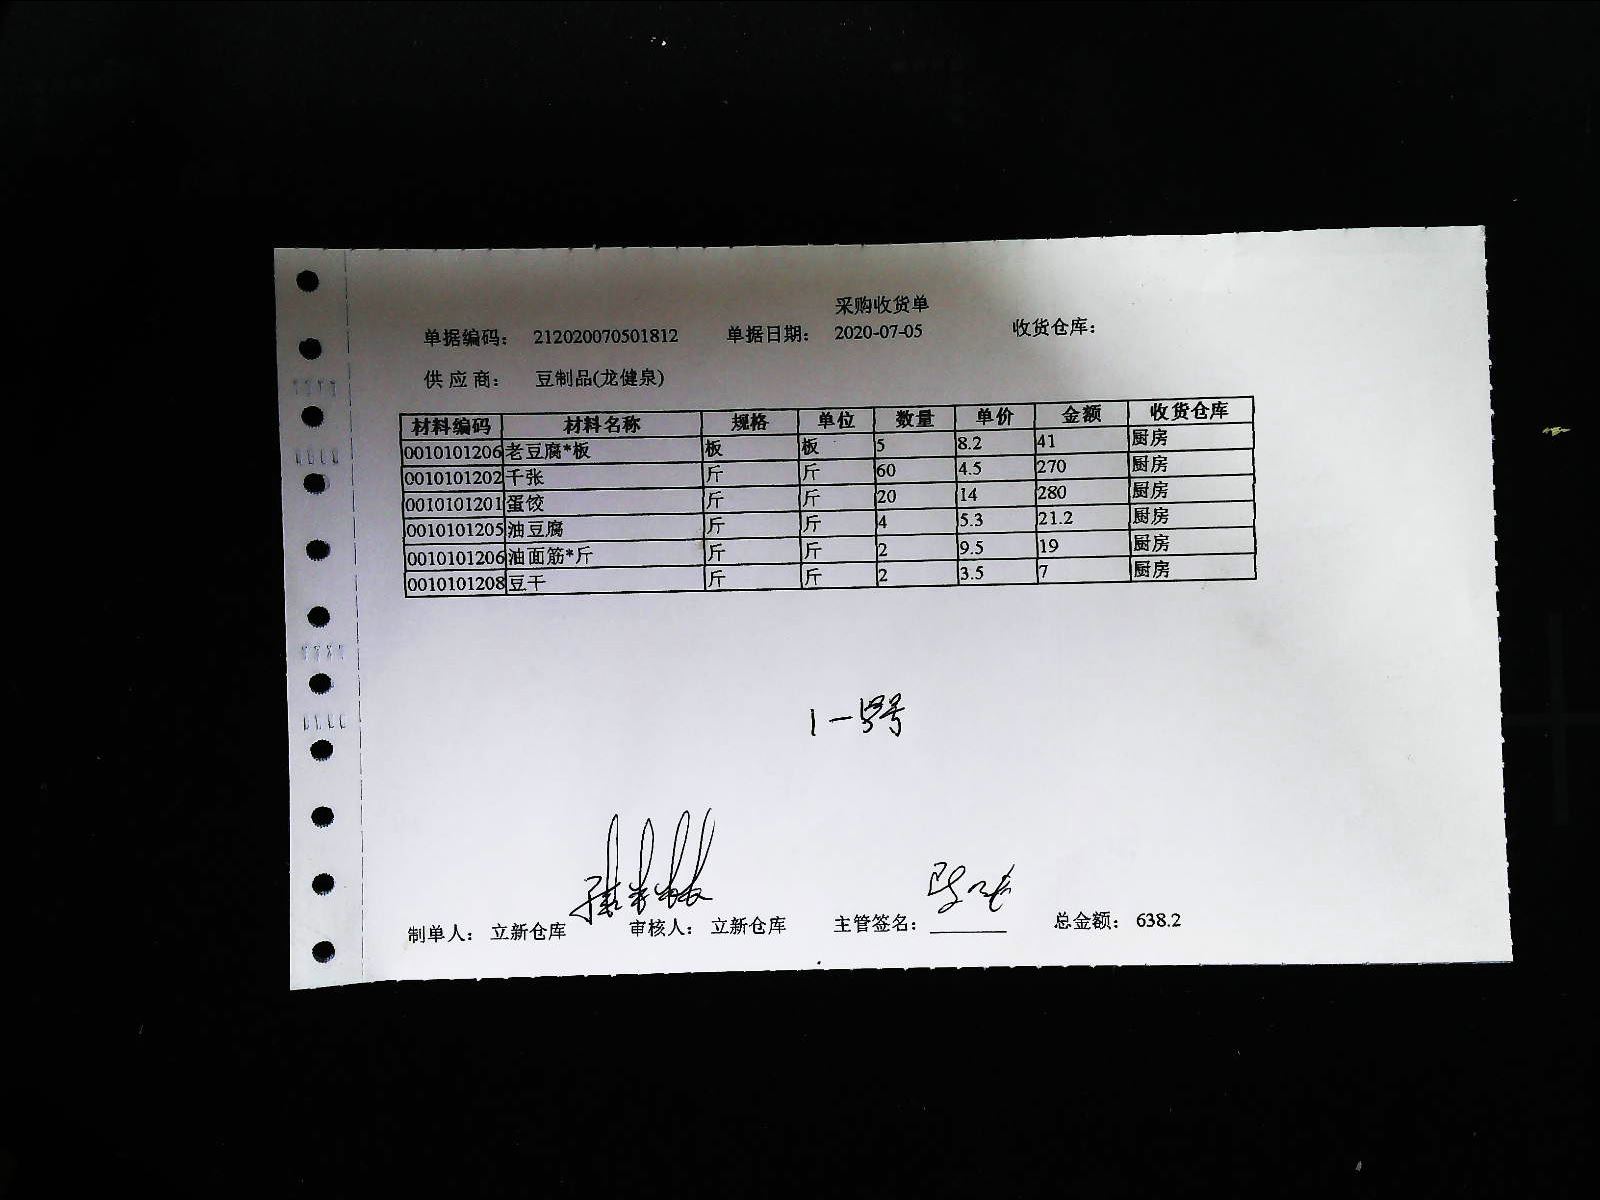 采购收货单
单据编码： 212020070501812 单据日期： 2020-07-05 收货仓库：
供应商： 豆制品(龙健泉)
材料编码 材料名称 规格 单位 数量 单价 金额 收货仓库
0010101206 老豆腐*板 板 板 5 8.2 41 厨房
0010101202 千张 斤 斤 60 4.5 270 厨房
0010101201 蛋饺 斤 斤 20 14 280 厨房
0010101205 油豆腐 斤 斤 4 5.3 21.2 厨房
0010101206 油面筋*斤 斤 斤 2 9.5 19 厨房
0010101208 豆干 斤 斤 2 3.5 7 厨房
制单人： 立新仓库 审核人： 立新仓库 主管签名： 总金额： 638.2